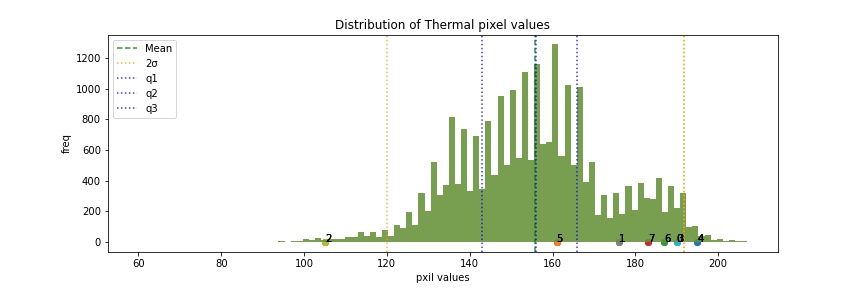 Distribution of Thermal pixel values
Mean
2σ
q1
q2
q3
freq
1200
1000
800
600
400
200
0
2 5 1 7 6 4
60 80 100 120 140 160 180 200
pxil values